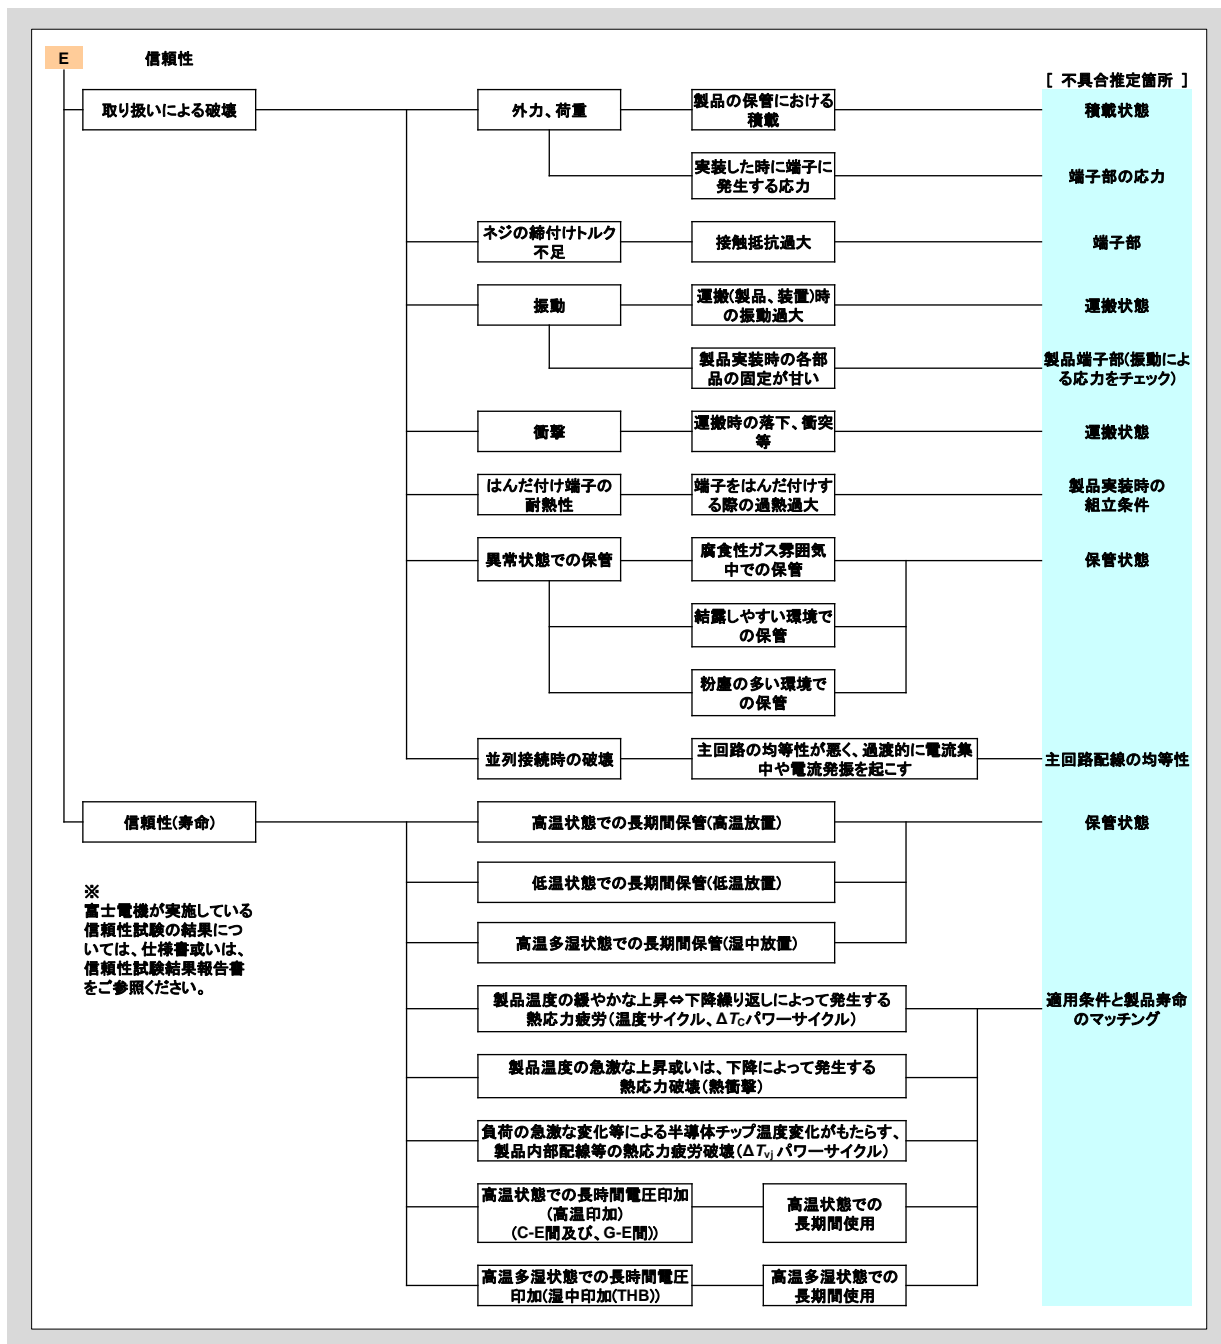 E
信頼性
[ 不具合推定箇所 ]
取り扱いによる破壊
外力、荷重
製品の保管における
積載
積載状態
実装した時に端子に
発生する応力
端子部の応力
ネジの締付けトルク
不足
接触抵抗過大
端子部
振動
運搬(製品、装置)時
の振動過大
運搬状態
製品実装時の各部
品の固定が甘い
製品端子部(振動によ
る応力をチェック)
衝撃
運搬時の落下、衝突
等
運搬状態
はんだ付け端子の
耐熱性
端子をはんだ付けす
る際の過熱過大
製品実装時の
組立条件
異常状態での保管
腐食性ガス雰囲気
中での保管
保管状態
結露しやすい環境で
の保管
粉塵の多い環境で
の保管
並列接続時の破壊
主回路の均等性が悪く、過渡的に電流集
中や電流発振を起こす
主回路配線の均等性
信頼性(寿命)
高温状態での長期間保管(高温放置)
保管状態
低温状態での長期間保管(低温放置)
高温多湿状態での長期間保管(湿中放置)
※
富士電機が実施している
信頼性試験の結果につ
いては、仕様書或いは、
信頼性試験結果報告書
をご参照ください。
製品温度の緩やかな上昇⇔下降繰り返しによって発生する
熱応力疲労(温度サイクル、ΔTCパワーサイクル)
適用条件と製品寿命
のマッチング
製品温度の急激な上昇或いは、下降によって発生する
熱応力破壊(熱衝撃)
負荷の急激な変化等による半導体チップ温度変化がもたらす、
製品内部配線等の熱応力疲労破壊(ΔTvj パワーサイクル)
高温状態での長時間電圧印加
(高温印加)
(C-E間及び、G-E間))
高温状態での
長期間使用
高温多湿状態での長時間電圧
印加(湿中印加(THB))
高温多湿状態での
長期間使用